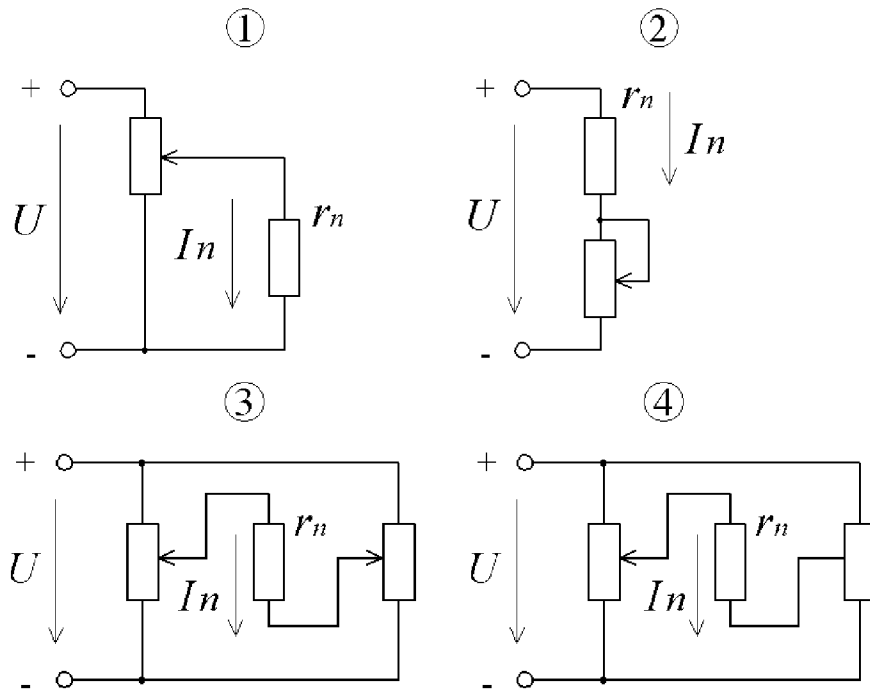 ① ②
+ + rn
In
U In rn U
- -
③ ④
+ +
rn rn
U In U In
- -